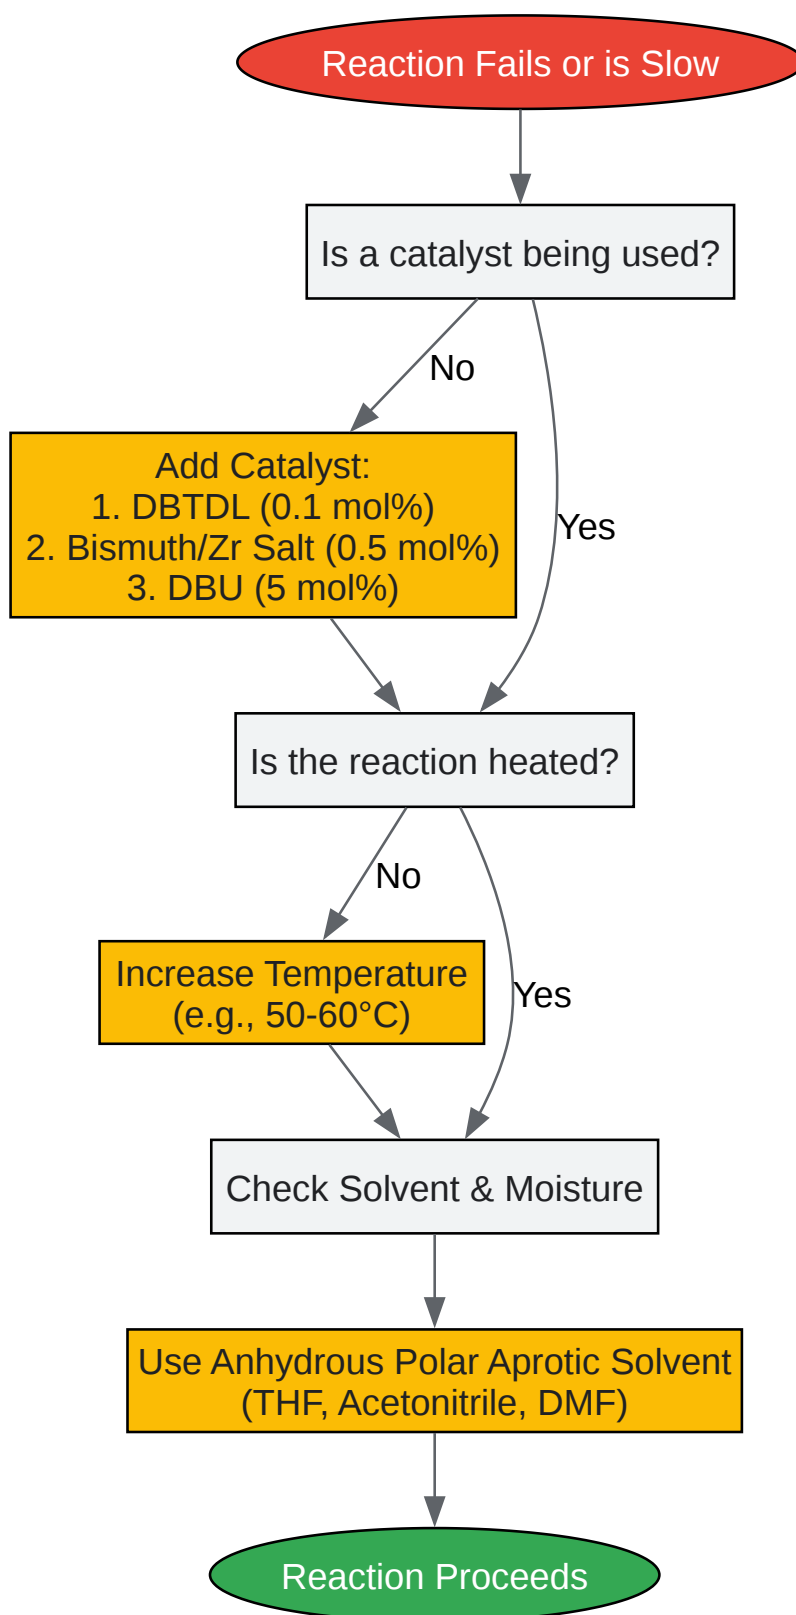 Reaction Fails or is Slow
Is a catalyst being used?
No
Add Catalyst:
1. DBTDL (0.1 mol%)
2. Bismuth/Zr Salt (0.5 mol%)
3. DBU (5 mol%)
Yes
Is the reaction heated?
No
Increase Temperature
(e.g., 50-60°C)
Yes
Check Solvent & Moisture
Use Anhydrous Polar Aprotic Solvent
(THF, Acetonitrile, DMF)
Reaction Proceeds